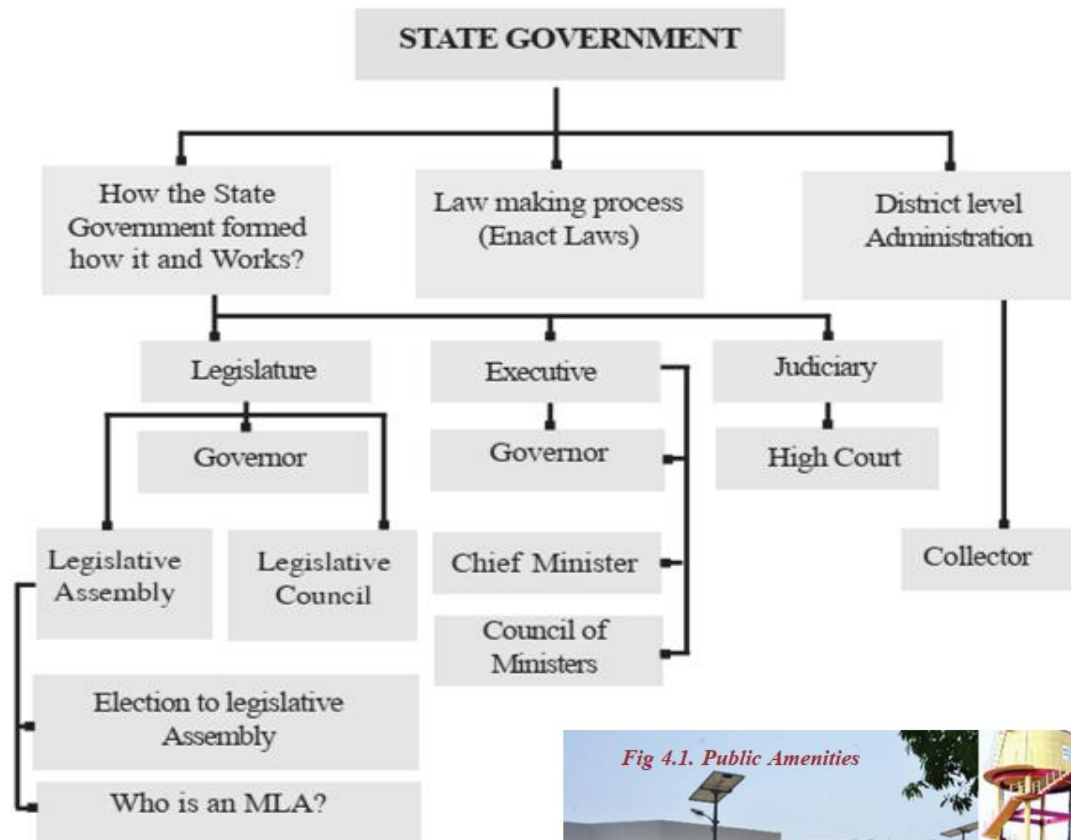 STATE GOVERNMENT
How the State
Government formed
how it and Works?
Law making process
(Enact Laws)
District level
Administration
Legislature
Executive
Judiciary
Governor
Governor
High Court
Legislative
Assembly
Legislative
Council
Chief Minister
Collector
Council of
Ministers
Election to legislative
Assembly
Who is an MLA?
Fig 4.1. Public Amenities